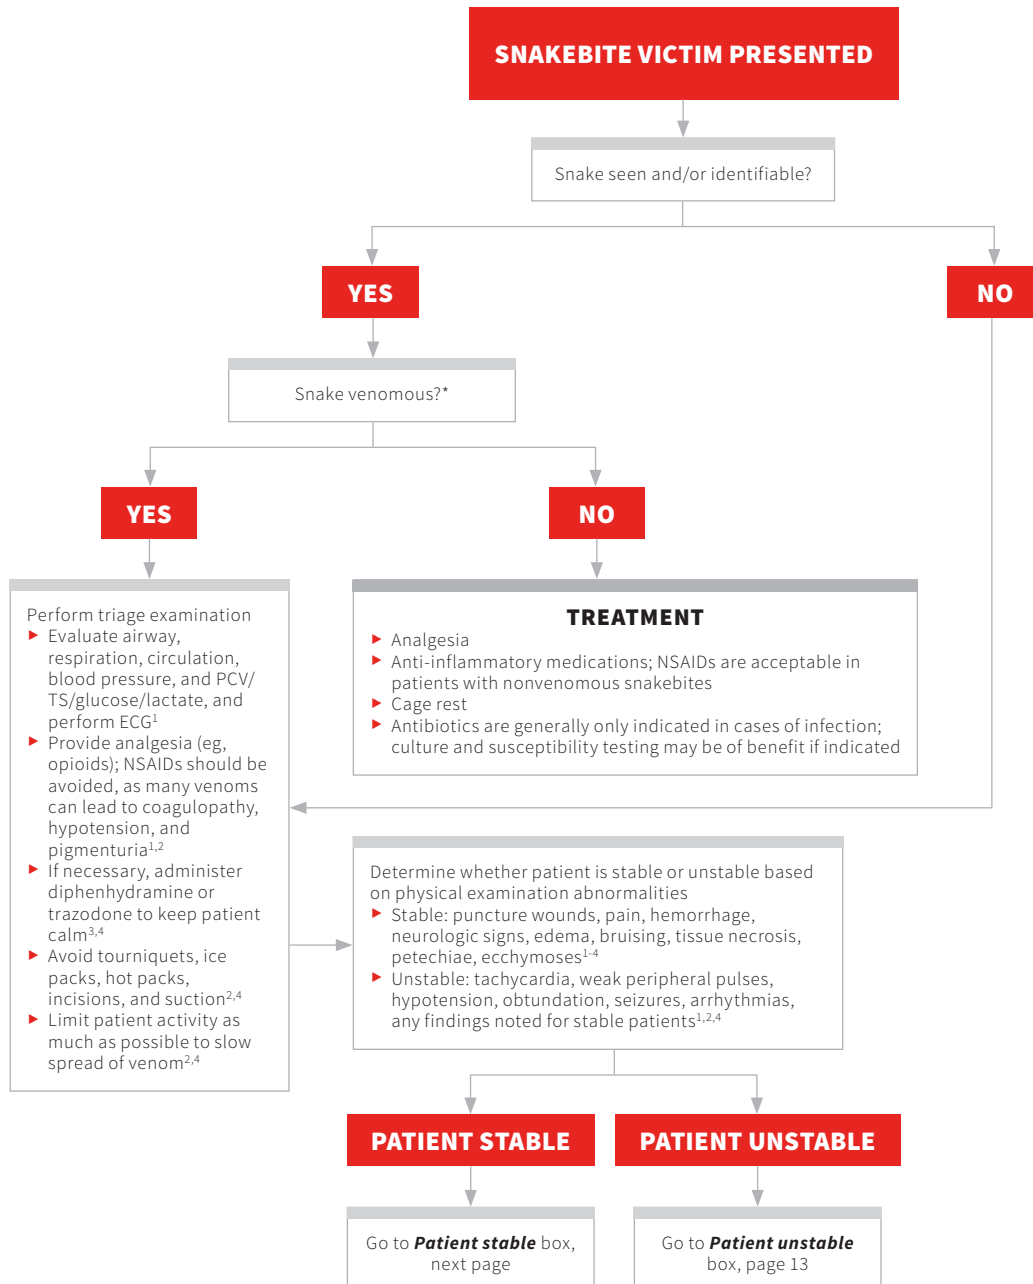 SNAKEBITE VICTIM PRESENTED
Snake seen and/or identifiable?
YES
NO
Snake venomous?*
YES
NO
Perform triage examination
► Evaluate airway,
respiration, circulation,
blood pressure, and PCV/
TS/glucose/lactate, and
perform ECG¹
► Provide analgesia (eg,
opioids); NSAIDs should be
avoided, as many venoms
can lead to coagulopathy,
hypotension, and
pigmenturia¹,²
► If necessary, administer
diphenhydramine or
trazodone to keep patient
calm³,⁴
► Avoid tourniquets, ice
packs, hot packs,
incisions, and suction²,⁴
► Limit patient activity as
much as possible to slow
spread of venom²,⁴
TREATMENT
► Analgesia
► Anti-inflammatory medications; NSAIDs are acceptable in
patients with nonvenomous snakebites
► Cage rest
► Antibiotics are generally only indicated in cases of infection;
culture and susceptibility testing may be of benefit if indicated
Determine whether patient is stable or unstable based
on physical examination abnormalities
► Stable: puncture wounds, pain, hemorrhage,
neurologic signs, edema, bruising, tissue necrosis,
petechiae, ecchymoses¹⁻⁴
► Unstable: tachycardia, weak peripheral pulses,
hypotension, obtundation, seizures, arrhythmias,
any findings noted for stable patients¹,²,⁴
PATIENT STABLE
PATIENT UNSTABLE
Go to Patient stable box,
next page
Go to Patient unstable
box, page 13